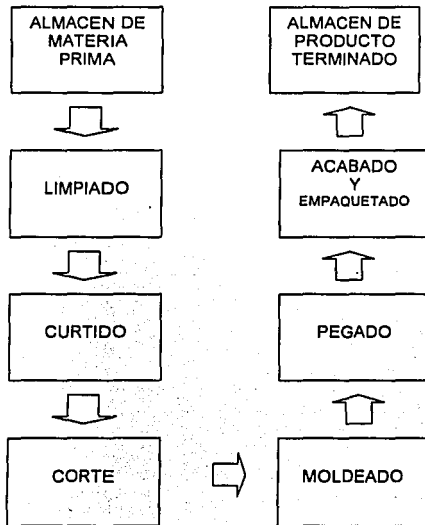 ALMACEN DE
MATERIA
PRIMA
LIMPIADO
CURTIDO
CORTE
MOLDEADO
PEGADO
ACABADO
Y
EMPAQUETADO
ALMACEN DE
PRODUCTO
TERMINADO